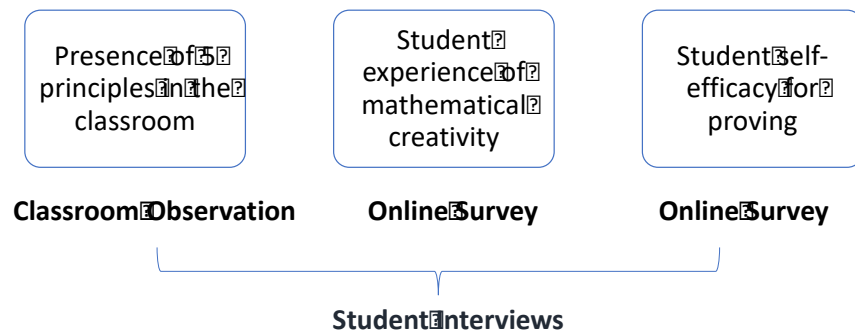 Presence of 5
principles in the
classroom
Student
experience of
mathematical
creativity
Student self-
efficacy for
proving
Classroom Observation
Online Survey
Online Survey
Student Interviews